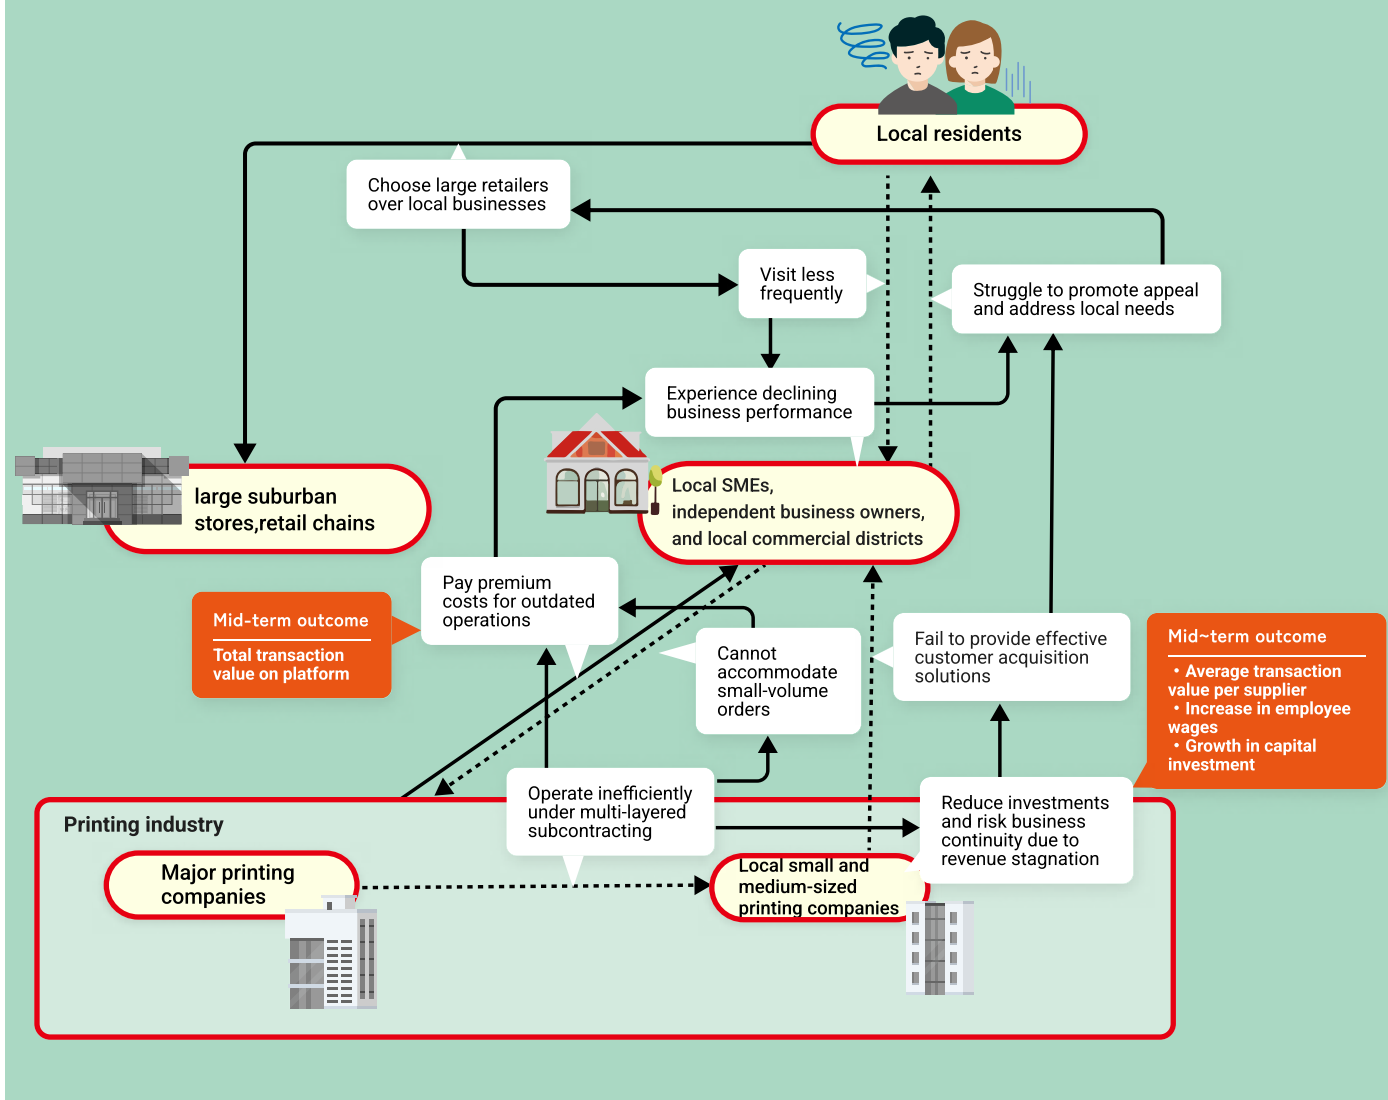 Local residents
Choose large retailers
over local businesses
Visit less
frequently
Struggle to promote appeal
and address local needs
Experience declining
business performance
large suburban
stores,retail chains
Local SMEs,
independent business owners,
and local commercial districts
Pay premium
costs for outdated
operations
Mid-term outcome
Total transaction
value on platform
Cannot
accommodate
small-volume
orders
Fail to provide effective
customer acquisition
solutions
Mid~term outcome
・Average transaction
value per supplier
・Increase in employee
wages
・Growth in capital
investment
Operate inefficiently
under multi-layered
subcontracting
Reduce investments
and risk business
continuity due to
revenue stagnation
Printing industry
Major printing
companies
Local small and
medium-sized
printing companies